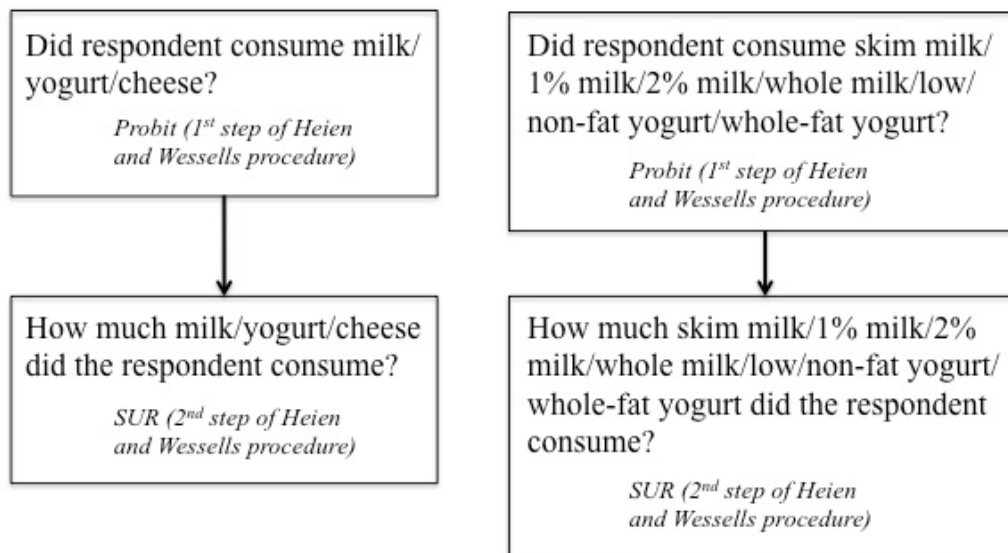 Did respondent consume milk/
yogurt/cheese?
Probit (1st step of Heien
and Wessells procedure)
How much milk/yogurt/cheese
did the respondent consume?
SUR (2nd step of Heien
and Wessells procedure)
Did respondent consume skim milk/
1% milk/2% milk/whole milk/low/
non-fat yogurt/whole-fat yogurt?
Probit (1st step of Heien
and Wessells procedure)
How much skim milk/1% milk/2%
milk/whole milk/low/non-fat yogurt/
whole-fat yogurt did the respondent
consume?
SUR (2nd step of Heien
and Wessells procedure)